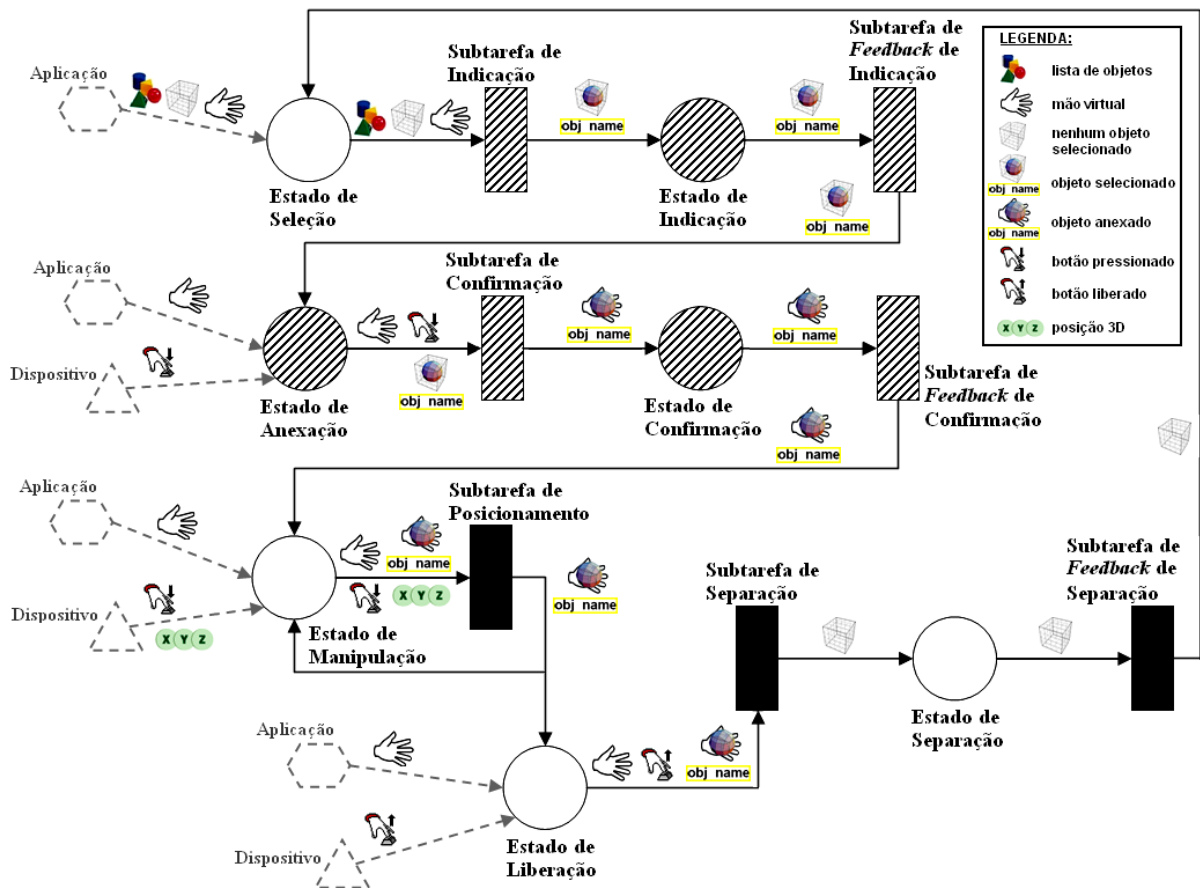 Aplicação
Subtarefa de
Indicação
obj name
obj name
Subtarefa de
Feedback de
Indicação
Estado de
Seleção
Estado de
Indicação
obj name
LEGENDA:
lista de objetos
mão virtual
nenhum objeto
selecionado
obj name
objeto selecionado
obj name
objeto anexado
botão pressionado
botão liberado
X Y Z
posição 3D
Aplicação
Dispositivo
Subtarefa de
Confirmação
obj name
obj name
obj name
Estado de
Anexação
Estado de
Confirmação
obj name
Subtarefa de
Feedback de
Confirmação
Aplicação
Dispositivo
X Y Z
Subtarefa de
Posicionamento
obj name
X Y Z
obj name
Estado de
Manipulação
Subtarefa de
Separação
Subtarefa de
Feedback de
Separação
Estado de
Separação
Aplicação
Dispositivo
obj name
Estado de
Liberação